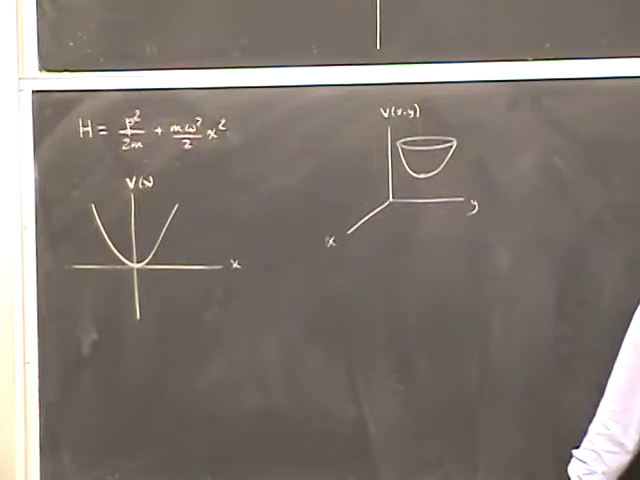 H = p²/2m + mω²/2 x²
V(x)
x
V(x,y)
y
x